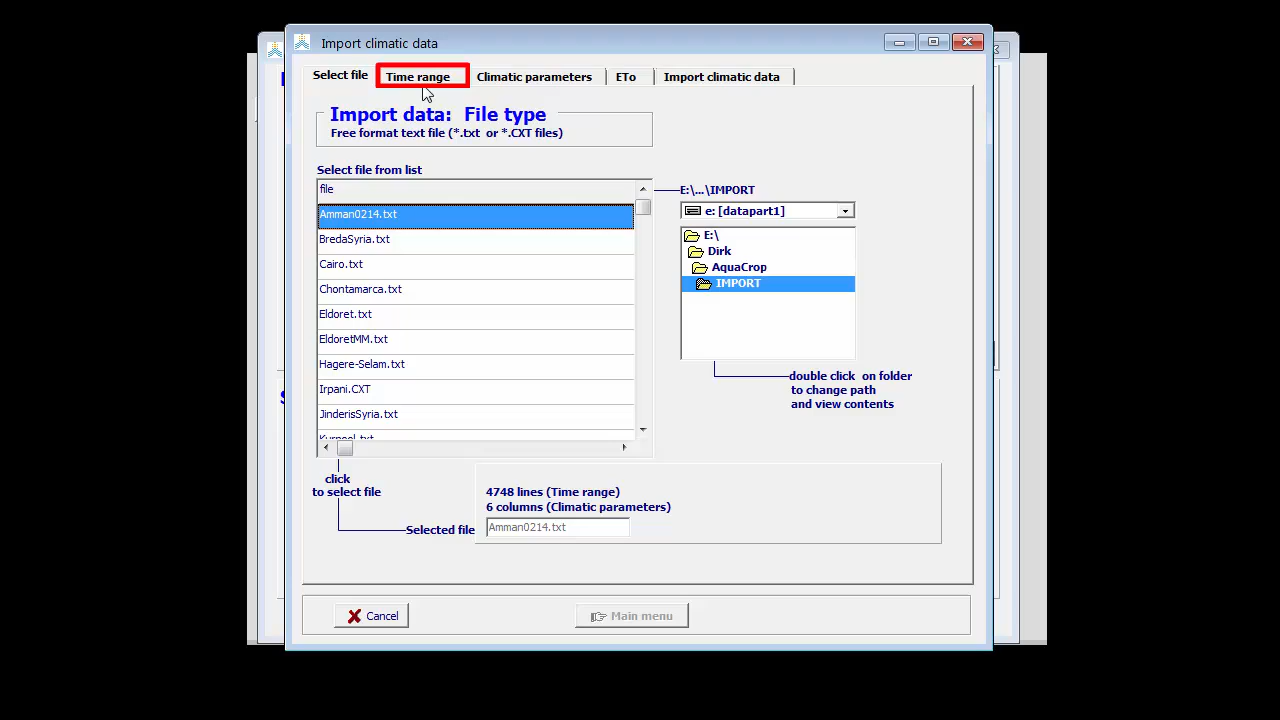 Import climatic data
Select file
Time range
Climatic parameters
ETo
Import climatic data
Import data:  File type
Free format text file (*.txt  or *.CXT files)
Select file from list
file
Amman0214.txt
BredaSyria.txt
Cairo.txt
Chontamarca.txt
Eldoret.txt
EldoretMM.txt
Hagere-Selam.txt
Irpani.CXT
JinderisSyria.txt
E:\...\IMPORT
e: [datapart1]
E:\
Dirk
AquaCrop
IMPORT
double click  on folder
to change path
and view contents
click
to select file
4748 lines (Time range)
6 columns (Climatic parameters)
Selected file
Amman0214.txt
Cancel
Main menu